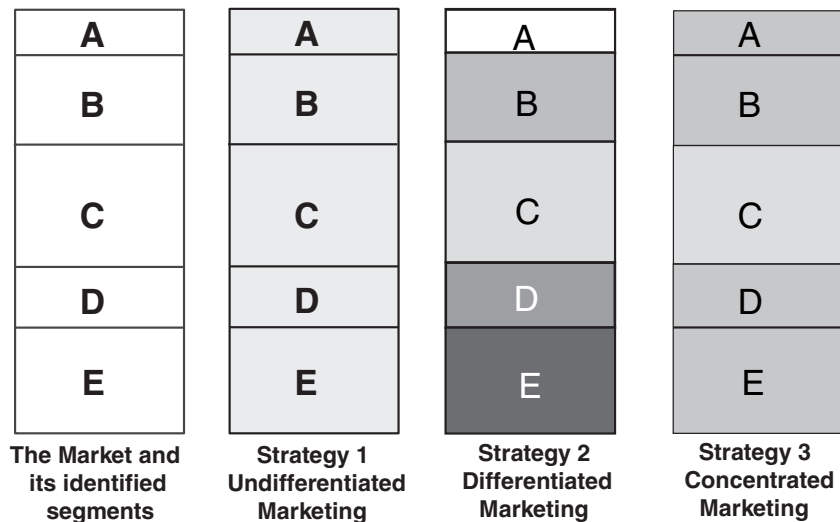 A A A A
B B B B
C C C C
D D D D
E E E E
The Market and its identified segments
Strategy 1 Undifferentiated Marketing
Strategy 2 Differentiated Marketing
Strategy 3 Concentrated Marketing